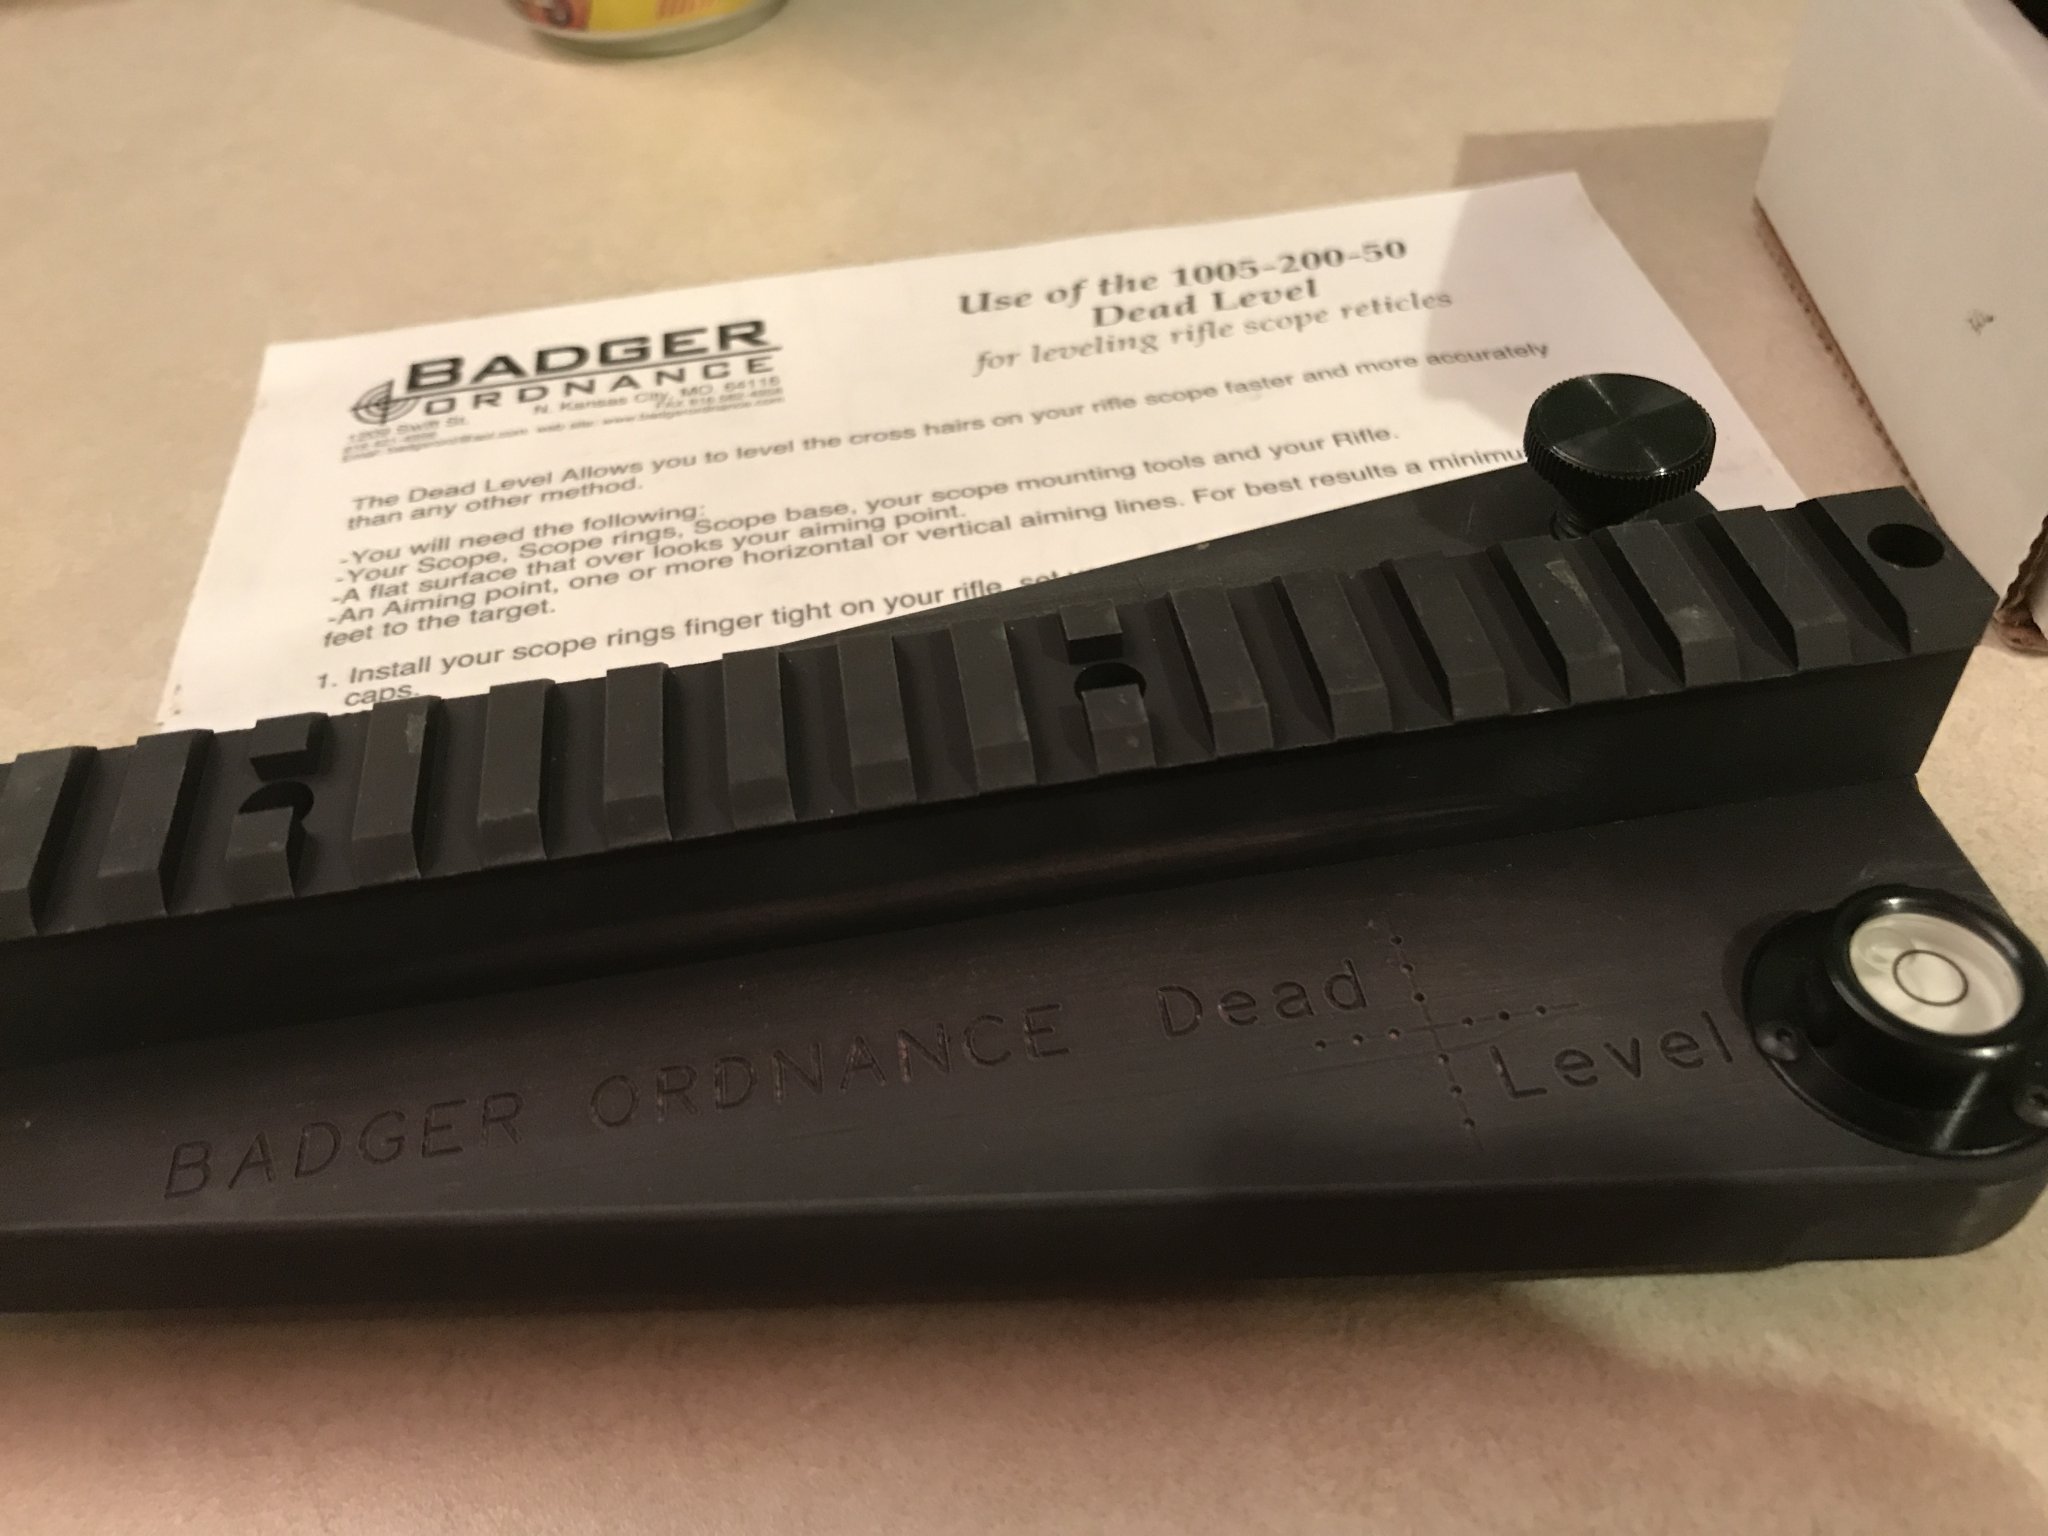 BADGER
ORDNANCE
1209 Swift St. N. Kansas City, MO. 64116
Use of the 1005-200-50
Dead Level
for leveling rifle scope reticles
The Dead Level Allows you to level the cross hairs on your rifle scope faster and more accurately
than any other method.
-You will need the following:
-Your Scope, Scope rings, Scope base, your scope mounting tools and your Rifle.
-A flat surface that over looks your aiming point.
-An Aiming point, one or more horizontal or vertical aiming lines. For best results a
feet to the target.
1. Install your scope rings finger tight on your rifle,
caps.
BADGER ORDNANCE Dead
Level